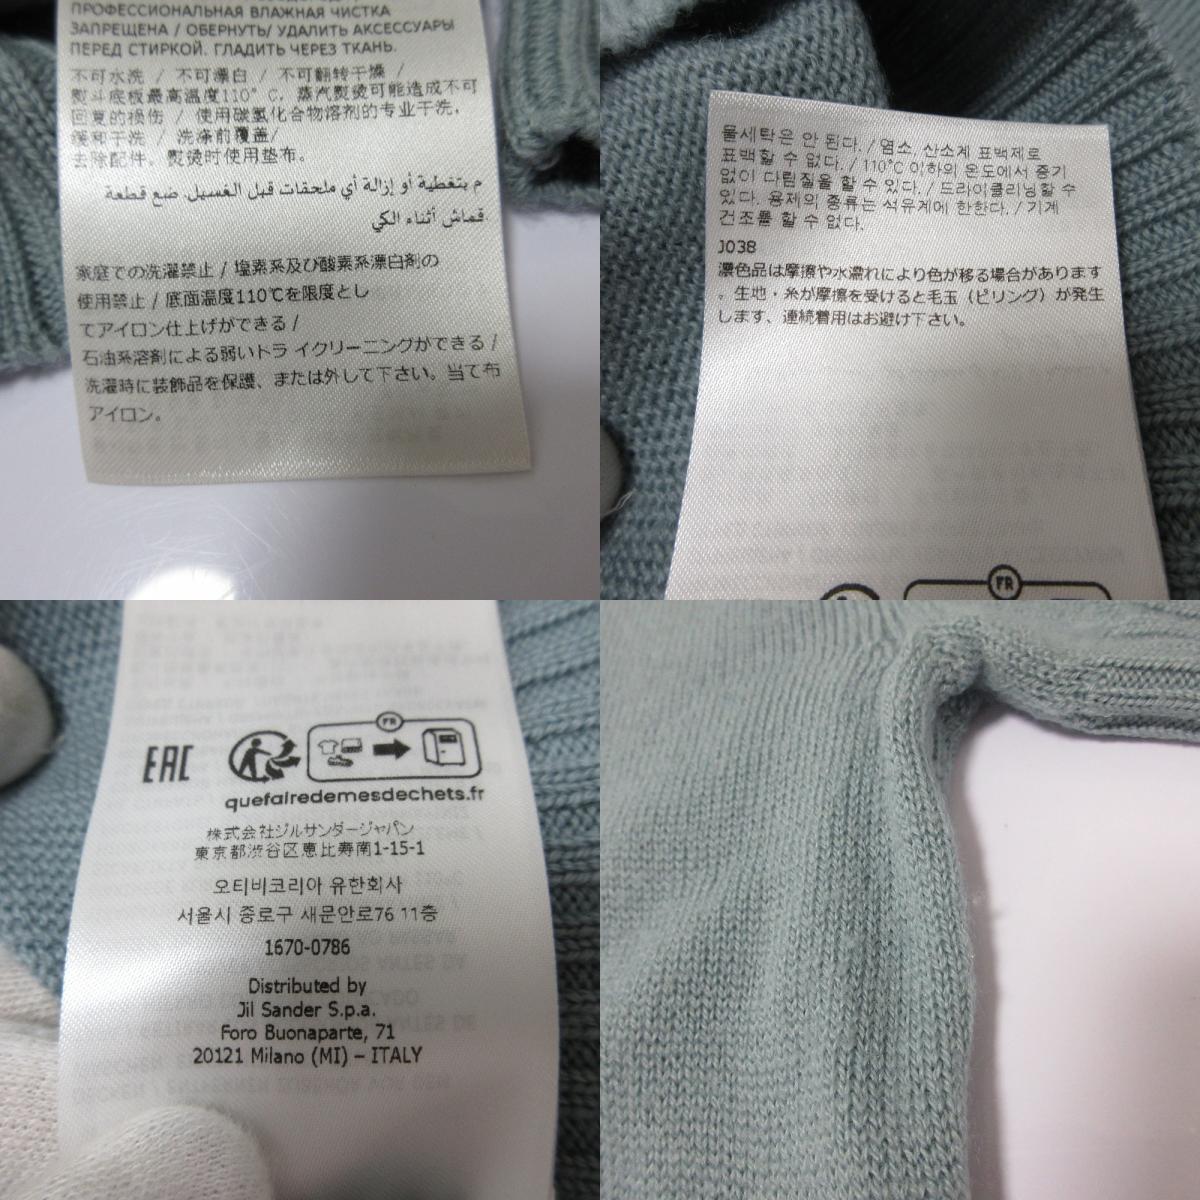 ПРОФЕССИОНАЛЬНАЯ ВЛАЖНАЯ ЧИСТКА
ЗАПРЕЩЕНА / ОБЕРНУТЬ/ УДАЛИТЬ АКСЕССУАРЫ
ПЕРЕД СТИРКОЙ. ГЛАДИТЬ ЧЕРЕЗ ТКАНЬ.
不可水洗 / 不可漂白 / 不可翻转干燥 /
熨斗底板最高温度110° C, 蒸汽熨烫可能造成不可
回复的损伤 / 使用碳氢化合物溶剂的专业干洗,
缓和干洗 / 洗涤前覆盖/
去除配件。熨烫时使用垫布。
م بتغطية أو إزالة أي ملحقات قبل الغسيل. ضع قطعة
قماش أثناء الكي.
家庭での洗濯禁止 / 塩素系及び酸素系漂白剤の
使用禁止 / 底面温度110℃を限度とし
てアイロン仕上げができる /
石油系溶剤による弱いトラ イクリーニングができる /
洗濯時に装飾品を保護、または外して下さい。当て布
アイロン。
물세탁은 안 된다. / 염소, 산소계 표백제로
표백할 수 없다. / 110°C 이하의 온도에서 증기
없이 다림질을 할 수 있다. / 드라이클리닝할 수
있다. 용제의 종류는 석유계에 한한다. / 기계
건조를 할 수 없다.
J038
濃色品は摩擦や水濡れにより色が移る場合があります
。生地・糸が摩擦を受けると毛玉（ピリング）が発生
します、連続着用はお避け下さい。
FR
EAC
FR
quefairedemesdechets.fr
株式会社ジルサンダージャパン
東京都渋谷区恵比寿南1-15-1
오티비코리아 유한회사
서울시 종로구 새문안로76 11층
1670-0786
Distributed by
Jil Sander S.p.a.
Foro Buonaparte, 71
20121 Milano (MI) – ITALY